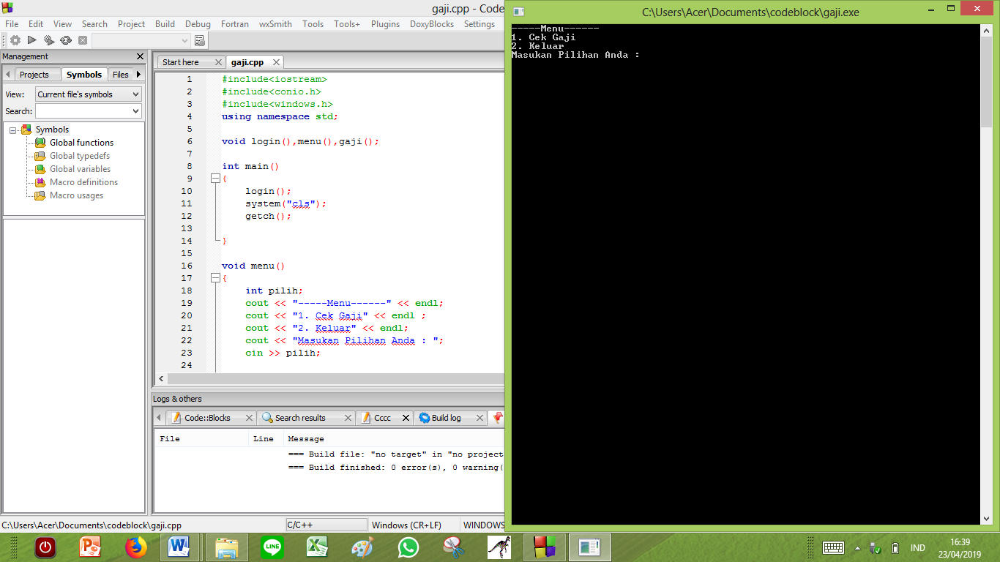 gaji.cpp - Code
File Edit View Search Project Build Debug Fortran wxSmith Tools Tools+ Plugins DoxyBlocks Settings
Management
Projects Symbols Files
View: Current file's symbols
Search:
Symbols
Global functions
Global typedefs
Global variables
Macro definitions
Macro usages
Start here gaji.cpp
1 #include<iostream>
2 #include<conio.h>
3 #include<windows.h>
4 using namespace std;
5
6 void login(),menu(),gaji();
7
8 int main()
9 {
10 login();
11 system("cls");
12 getch();
13
14 }
15
16 void menu()
17 {
18 int pilih;
19 cout << "-----Menu------" << endl;
20 cout << "1. Cek Gaji" << endl ;
21 cout << "2. Keluar" << endl;
22 cout << "Masukan Pilihan Anda : ";
23 cin >> pilih;
24
Logs & others
Code::Blocks Search results Cccc Build log
File Line Message
=== Build file: "no target" in "no project
=== Build finished: 0 error(s), 0 warning(
C:\Users\Acer\Documents\codeblock\gaji.cpp C/C++ Windows (CR+LF) WINDOWS
C:\Users\Acer\Documents\codeblock\gaji.exe
-----Menu------
1. Cek Gaji
2. Keluar
Masukan Pilihan Anda :
LINE
IND
16:39
23/04/2019